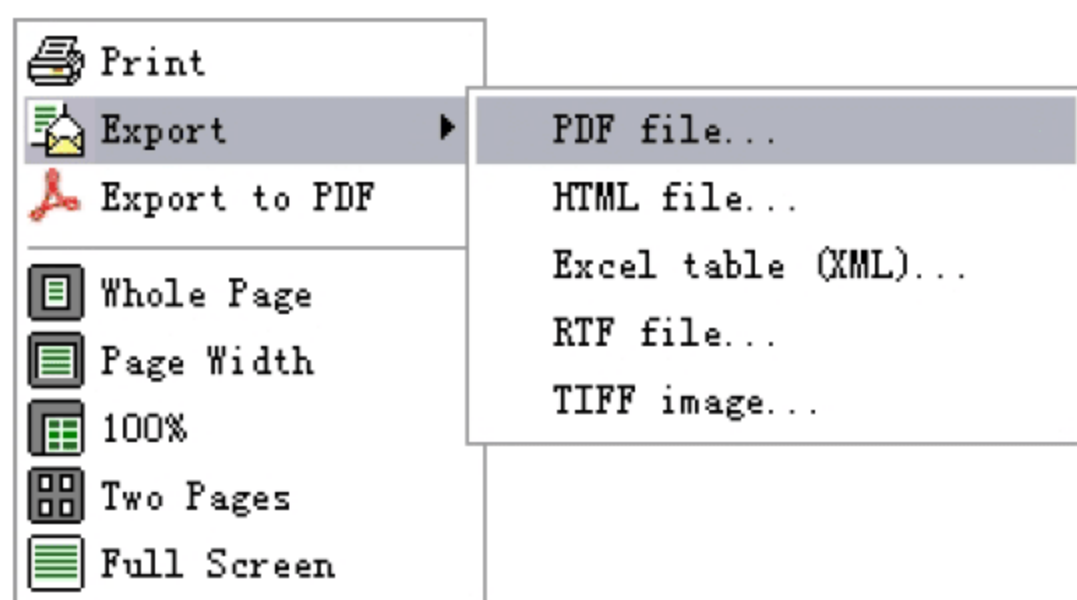 Print
Export
Export to PDF
Whole Page
Page Width
100%
Two Pages
Full Screen
PDF file...
HTML file...
Excel table (XML)...
RTF file...
TIFF image...